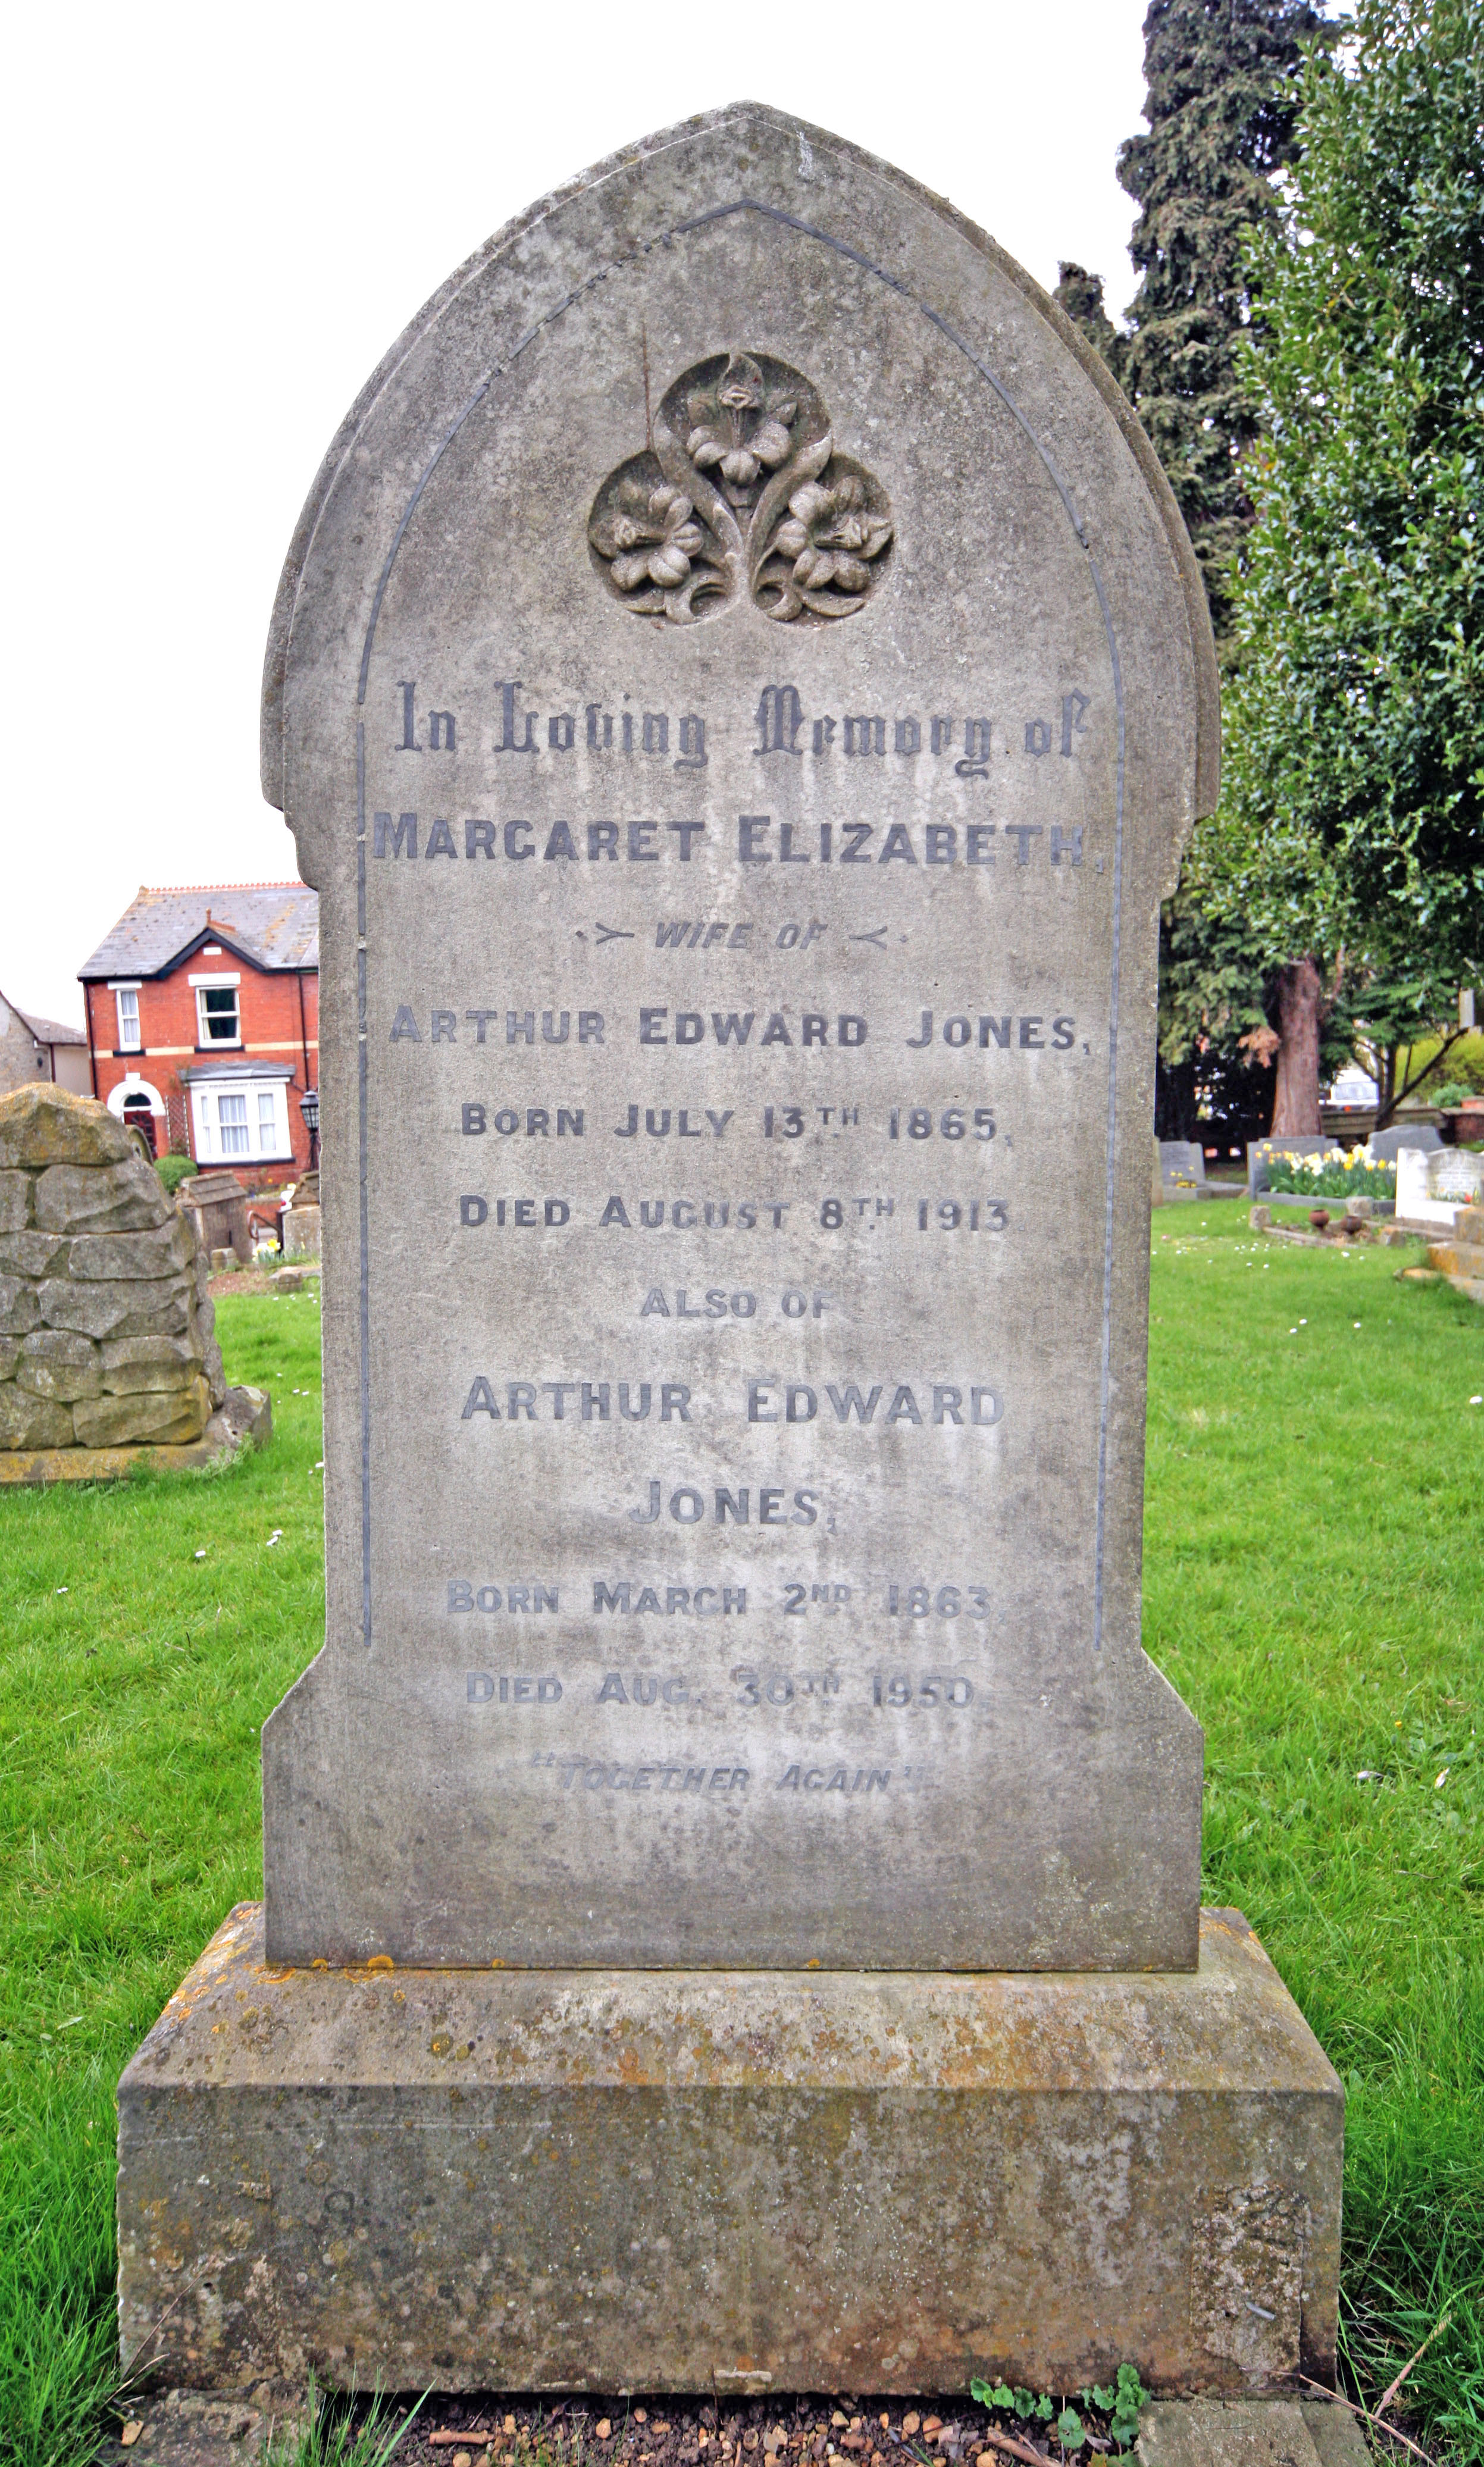 In Loving Memory of
MARGARET ELIZABETH,
WIFE OF
ARTHUR EDWARD JONES,
BORN JULY 13TH 1865,
DIED AUGUST 8TH 1913.
ALSO OF
ARTHUR EDWARD
JONES,
BORN MARCH 2ND 1863,
DIED AUG. 30TH 1950.
"TOGETHER AGAIN"